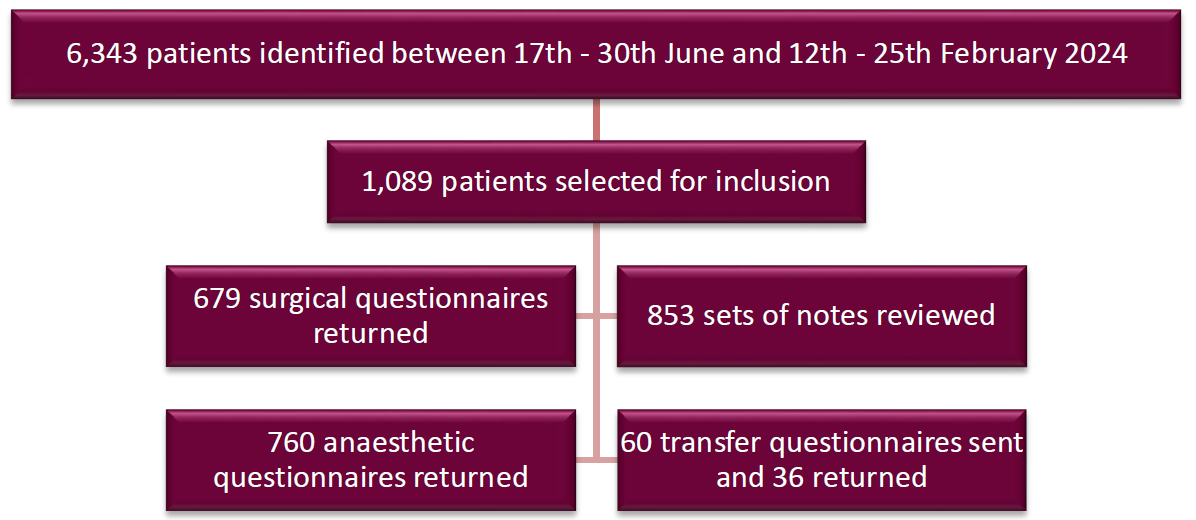 6,343 patients identified between 17th - 30th June and 12th - 25th February 2024
1,089 patients selected for inclusion
679 surgical questionnaires
returned
853 sets of notes reviewed
760 anaesthetic
questionnaires returned
60 transfer questionnaires sent
and 36 returned